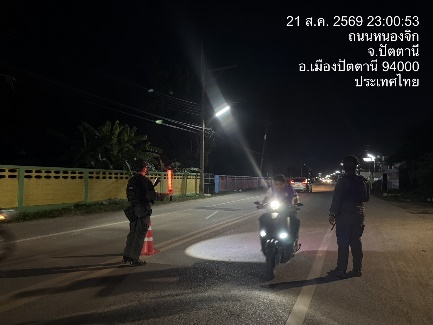 21 ส.ค. 2569 23:00:53
ถนนหนองจิก
จ.ปัตตานี
อ.เมืองปัตตานี 94000
ประเทศไทย